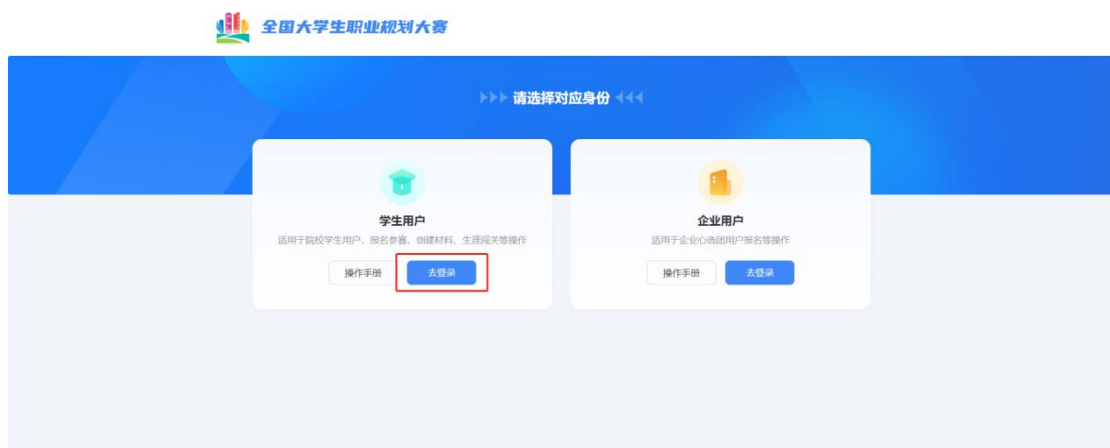 全国大学生职业规划大赛
请选择对应身份
学生用户
适用于院校学生用户，报名参赛、创建材料、生涯闯关等操作
操作手册
去登录
企业用户
适用于企业心选团用户报名等操作
操作手册
去登录